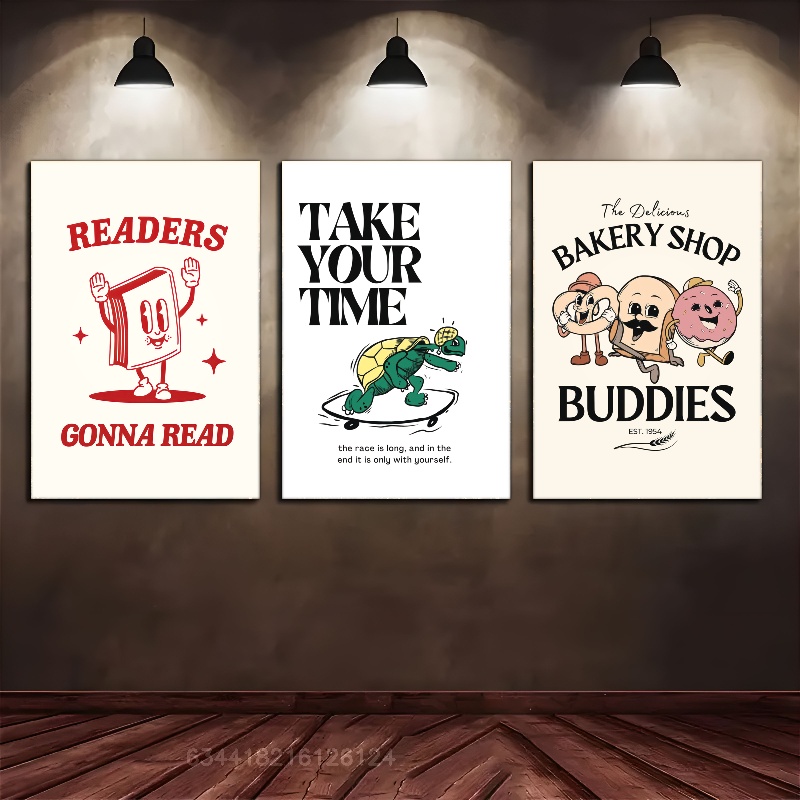 READERS
GONNA READ
TAKE
YOUR
TIME
the race is long, and in the
end it is only with yourself.
The Delicious
BAKERY SHOP
BUDDIES
EST. 1954
634418216126124